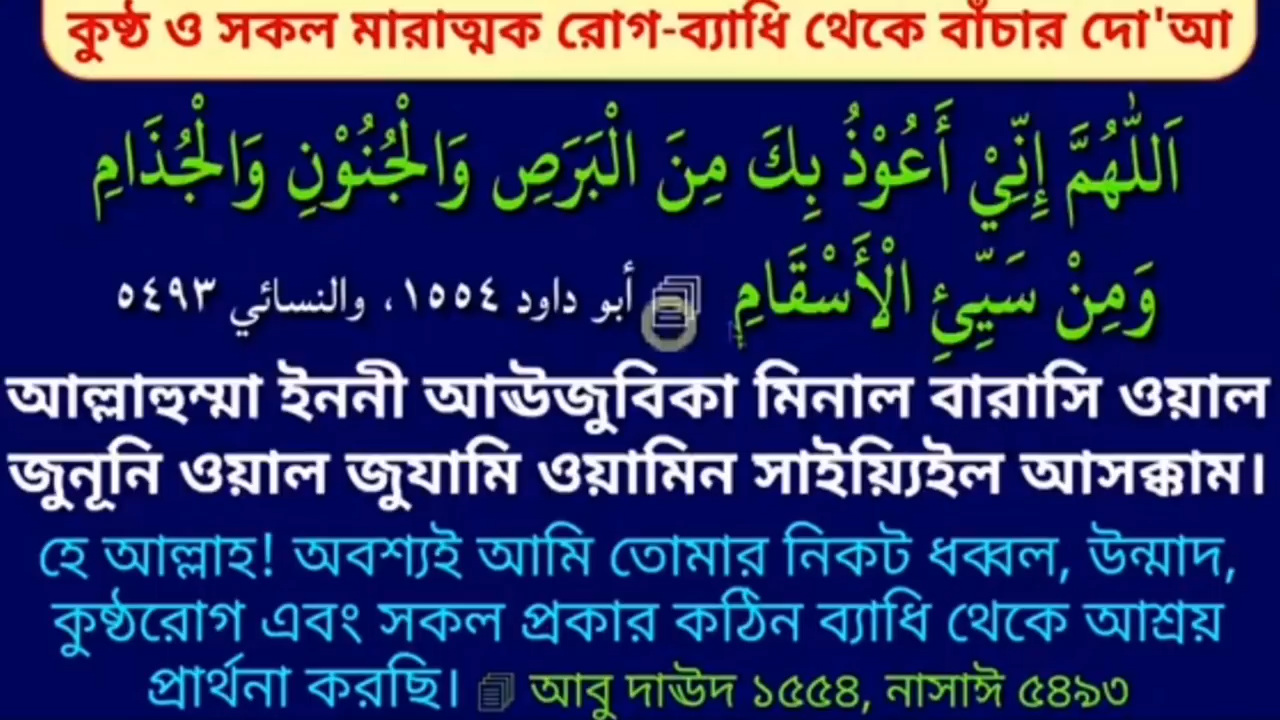 কুষ্ঠ ও সকল মারাত্মক রোগ-ব্যাধি থেকে বাঁচার দো'আ
اَللّٰهُمَّ إِنِّيْ أَعُوْذُ بِكَ مِنَ الْبَرَصِ وَالْجُنُوْنِ وَالْجُذَامِ
وَمِنْ سَيِّئِ الْأَسْقَامِ أبو داود ١٥٥٤، والنسائي ٥٤٩٣
আল্লাহুম্মা ইননী আঊজুবিকা মিনাল বারাসি ওয়াল
জুনূনি ওয়াল জুযামি ওয়ামিন সাইয়্যিইল আসক্কাম।
হে আল্লাহ! অবশ্যই আমি তোমার নিকট ধব্বল, উন্মাদ,
কুষ্ঠরোগ এবং সকল প্রকার কঠিন ব্যাধি থেকে আশ্রয়
প্রার্থনা করছি। আবু দাঊদ ১৫৫৪, নাসাঈ ৫৪৯৩